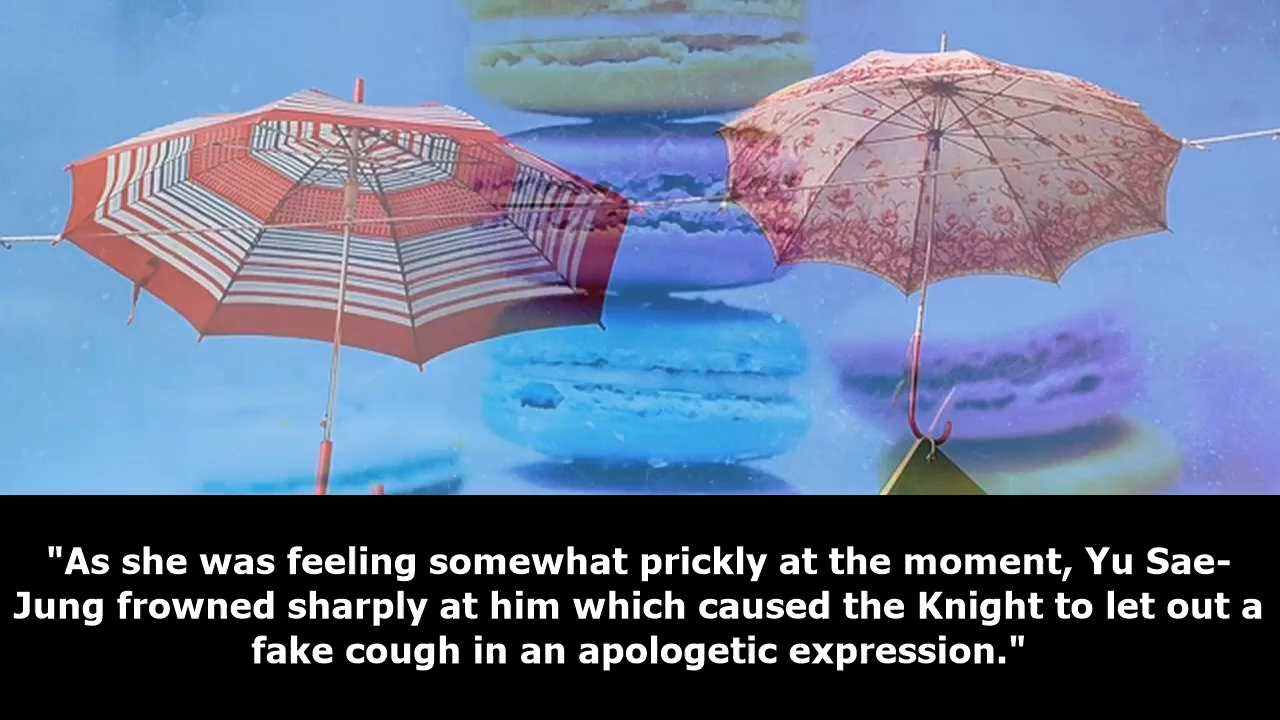 "As she was feeling somewhat prickly at the moment, Yu Sae-
Jung frowned sharply at him which caused the Knight to let out a
fake cough in an apologetic expression."